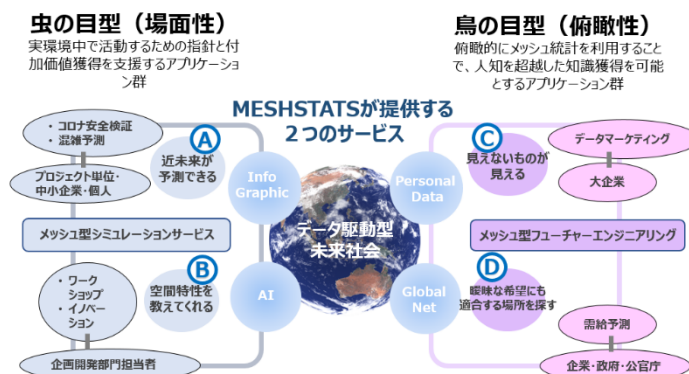 虫の目型（場面性）
実環境中で活動するための指針と付
加価値獲得を支援するアプリケーショ
ン群
鳥の目型（俯瞰性）
俯瞰的にメッシュ統計を利用すること
で、人知を超越した知識獲得を可能
とするアプリケーション群
MESHSTATSが提供する
２つのサービス
・ コロナ安全検証
・ 混雑予測
プロジェクト単位・
中小企業・個人
A
近未来が
予測できる
Info
Graphic
メッシュ型シミュレーションサービス
・ ワーク
ショップ
・ イノベー
ション
企画開発部門担当者
B
空間特性を
教えてくれる
AI
データ駆動型
未来社会
C
見えないものが
見える
Personal
Data
データマーケティング
大企業
メッシュ型フューチャーエンジニアリング
D
曖昧な希望にも
適合する場所を探す
Global
Net
需給予測
企業・政府・公官庁